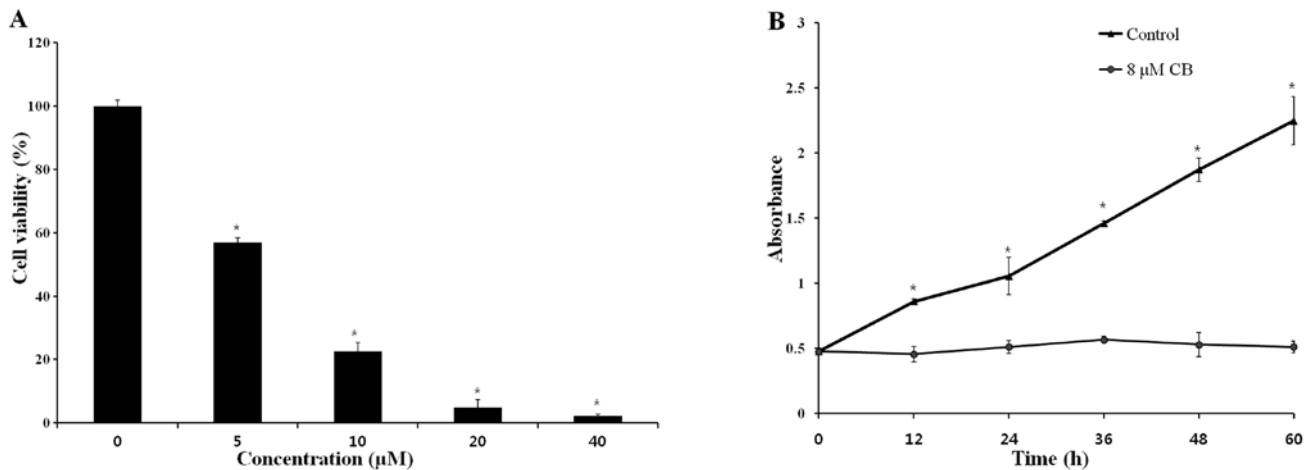 A
120
100
80
60
40
20
0
Cell viability (%)
*
*
*
*
0 5 10 20 40
Concentration (µM)
B
3
2.5
2
1.5
1
0.5
0
Absorbance
Control
8 µM CB
*
*
*
*
*
0 12 24 36 48 60
Time (h)